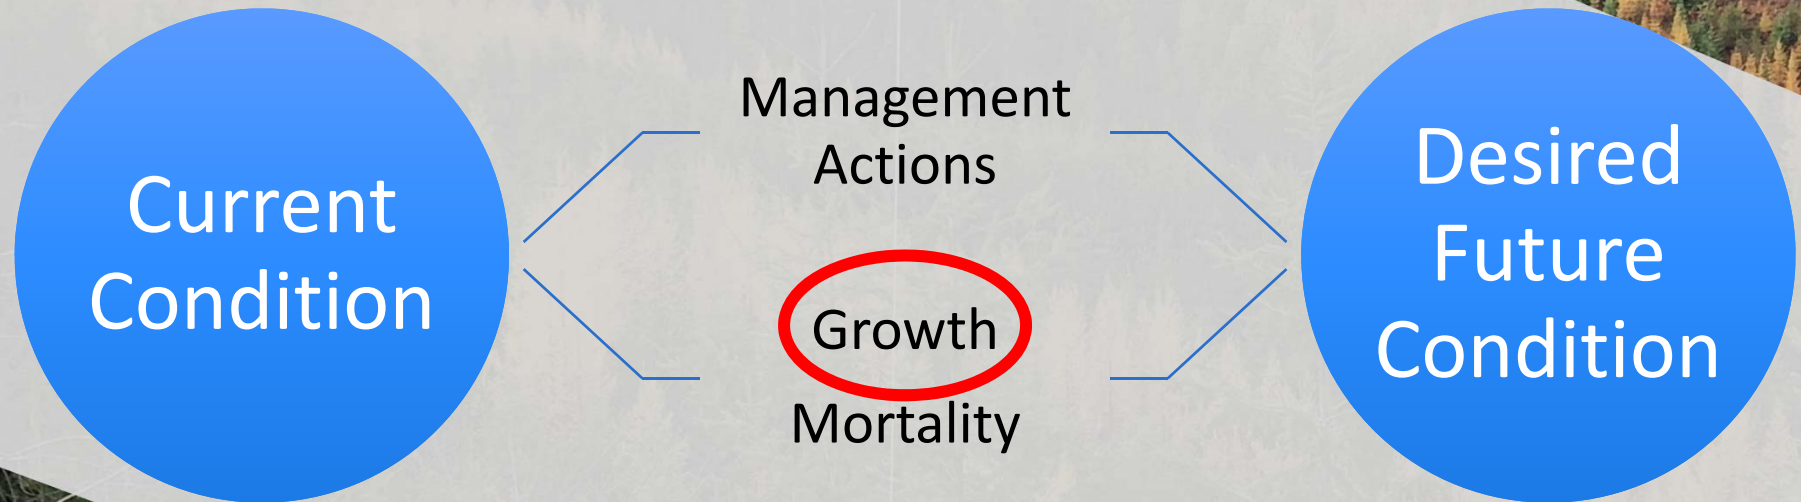 Current
Condition
Management
Actions
Growth
Mortality
Desired
Future
Condition